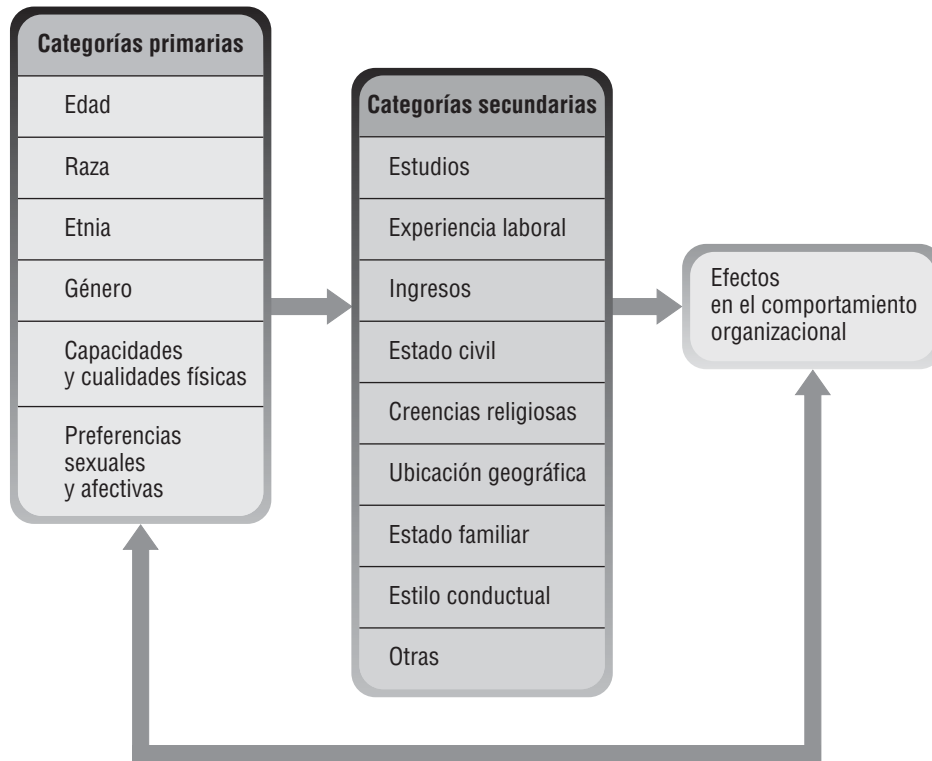 Categorías primarias
Edad
Raza
Etnia
Género
Capacidades
y cualidades físicas
Preferencias
sexuales
y afectivas
Categorías secundarias
Estudios
Experiencia laboral
Ingresos
Estado civil
Creencias religiosas
Ubicación geográfica
Estado familiar
Estilo conductual
Otras
Efectos
en el comportamiento
organizacional